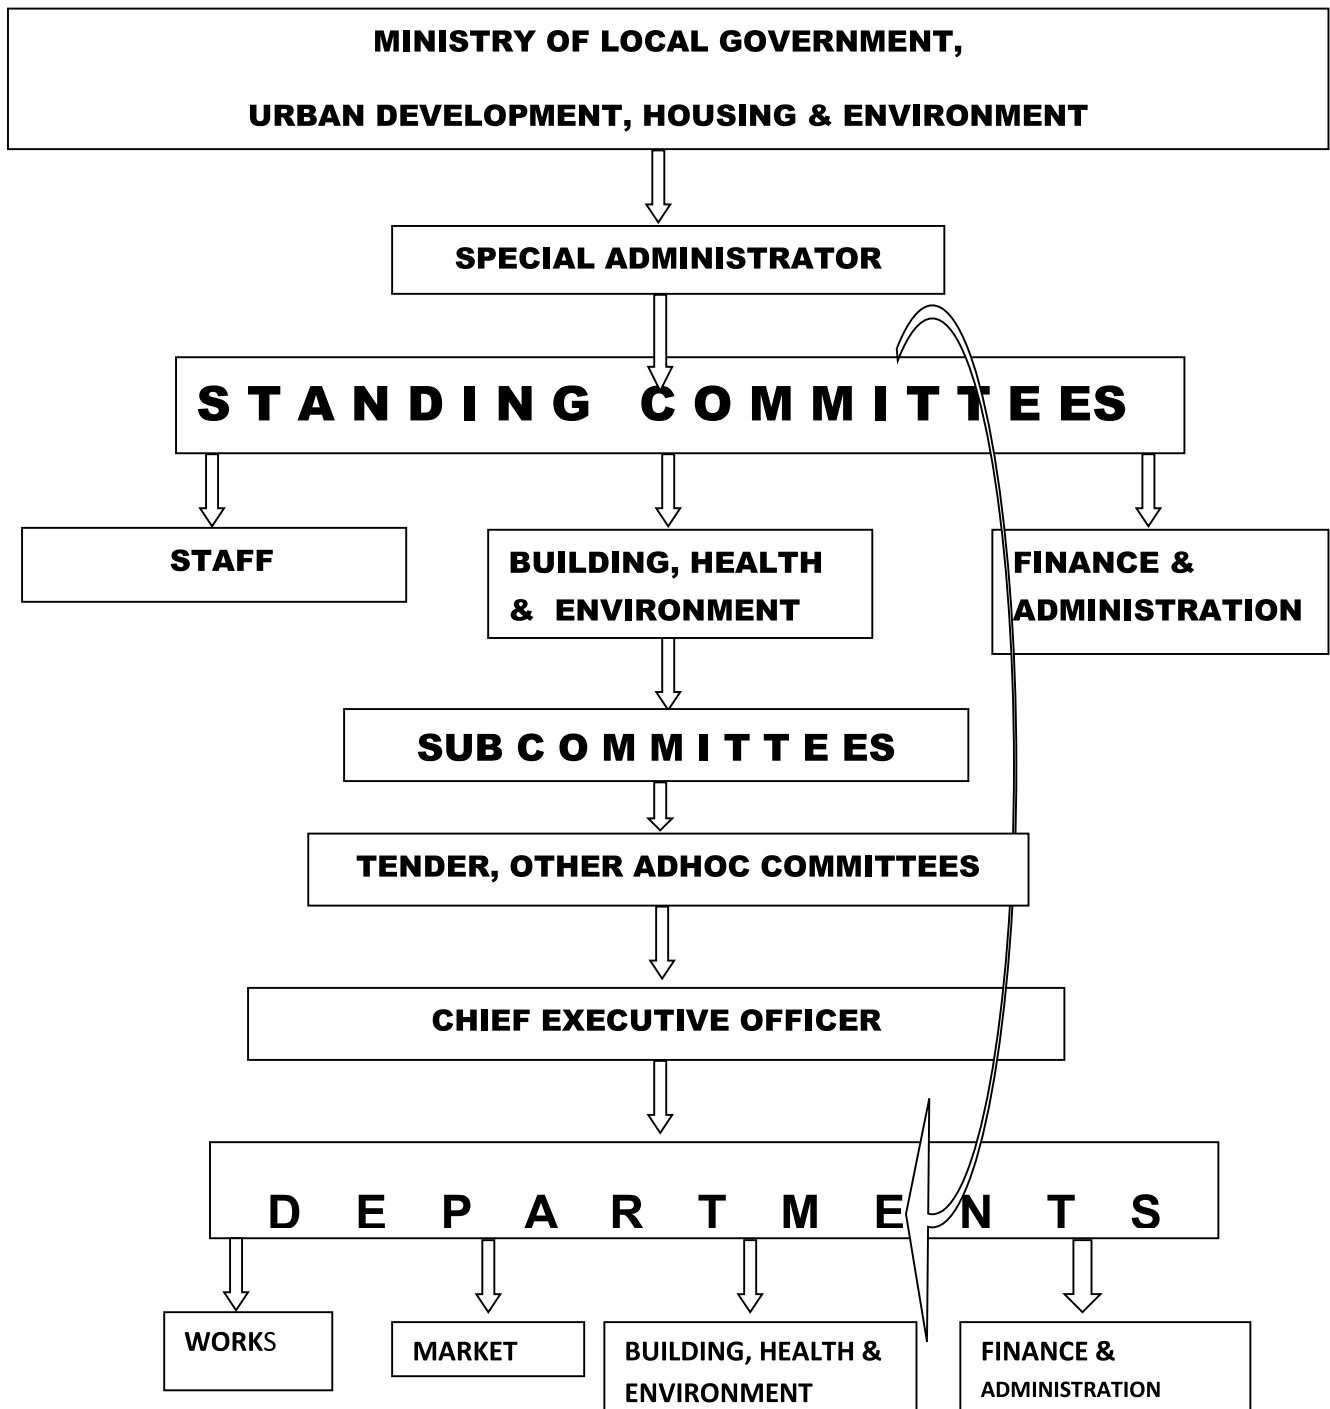 MINISTRY OF LOCAL GOVERNMENT,
URBAN DEVELOPMENT, HOUSING & ENVIRONMENT
SPECIAL ADMINISTRATOR
S T A N D I N G C O M M I T T E ES
STAFF
BUILDING, HEALTH
& ENVIRONMENT
FINANCE &
ADMINISTRATION
SUB C O M M I T T E ES
TENDER, OTHER ADHOC COMMITTEES
CHIEF EXECUTIVE OFFICER
D E P A R T M E N T S
WORKS
MARKET
BUILDING, HEALTH &
ENVIRONMENT
FINANCE &
ADMINISTRATION